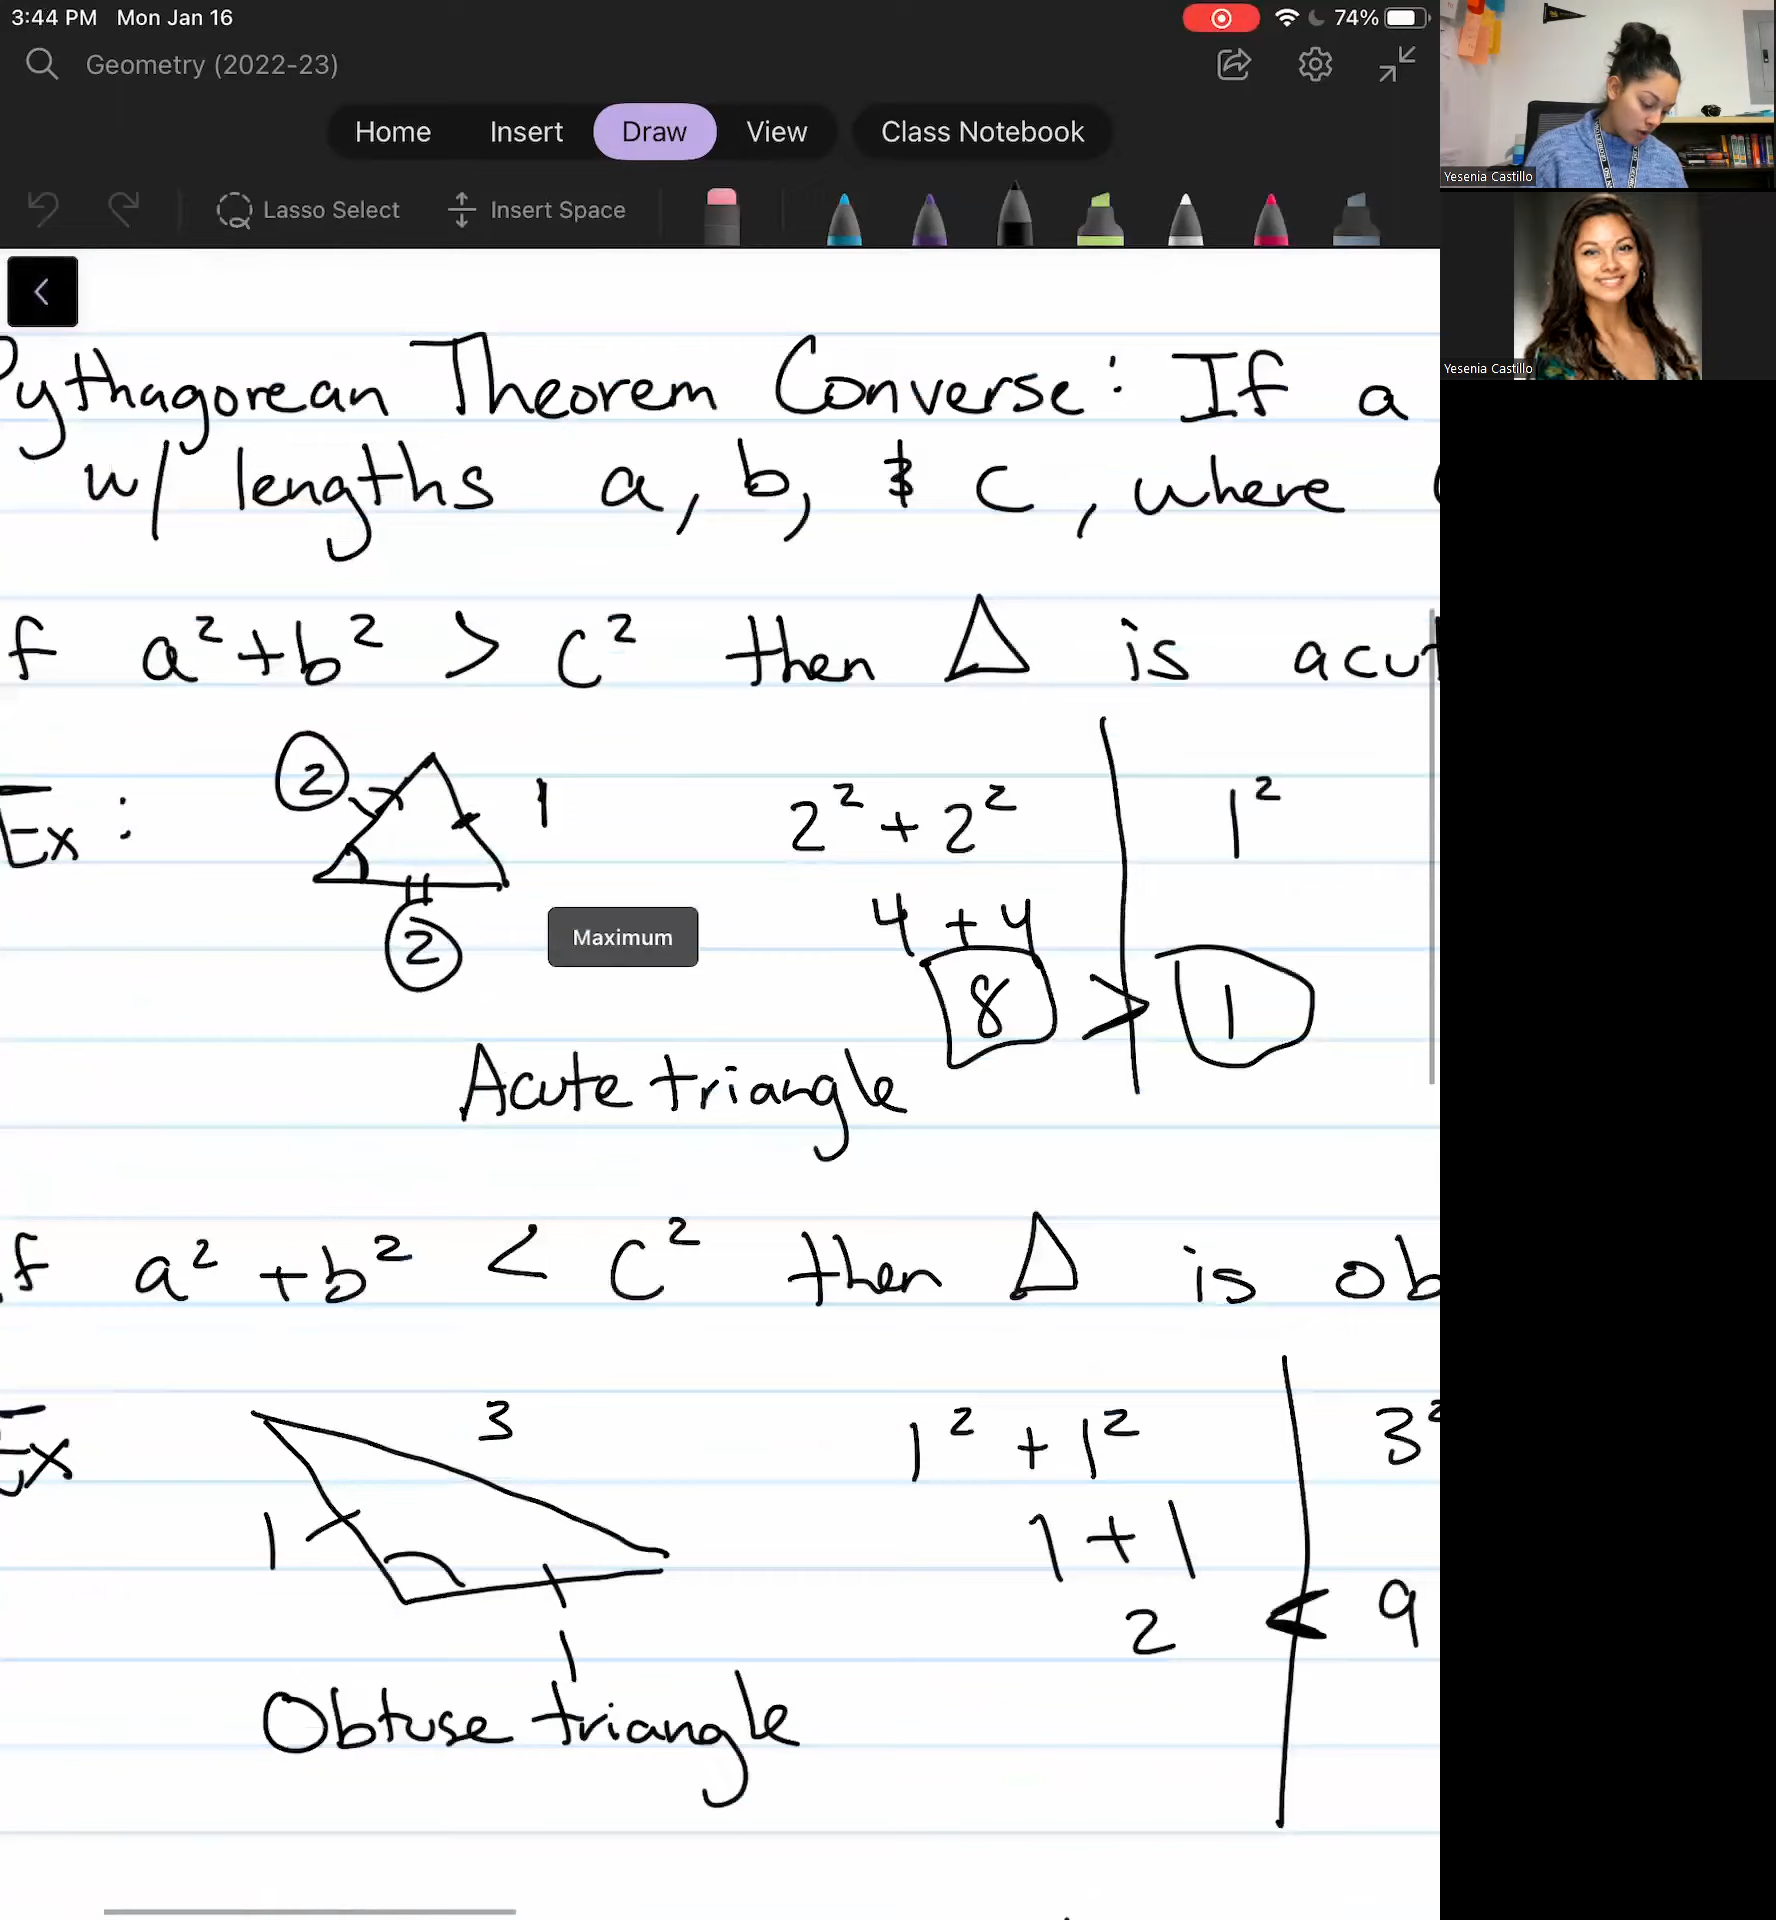 3:44 PM Mon Jan 16 74%
Geometry (2022-23)
Home Insert Draw View Class Notebook
Lasso Select Insert Space
Yesenia Castillo
Yesenia Castillo
Pythagorean Theorem Converse: If a
w/ lengths a, b, & c, where
f a² + b² > c² then △ is acut
Ex: 2 1 2² + 2² 1²
2 4 + 4
Maximum
8 > 1
Acute triangle
f a² + b² < c² then △ is ob
Ex 3 1² + 1² 3²
1 1 + 1
1 2 < 9
Obtuse triangle